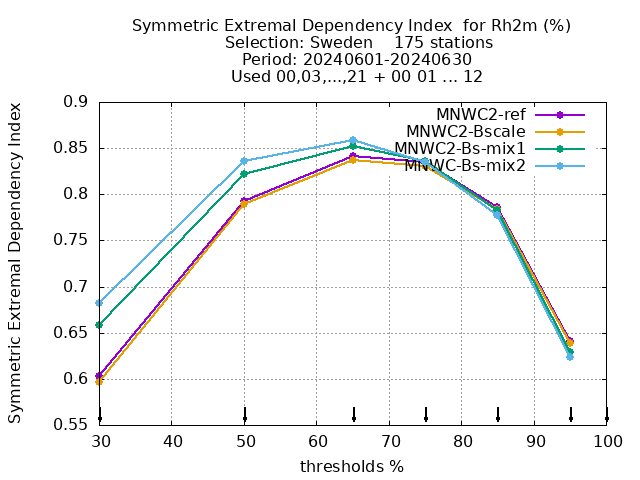 Symmetric Extremal Dependency Index  for Rh2m (%)
Selection: Sweden    175 stations
Period: 20240601-20240630
Used 00,03,...,21 + 00 01 ... 12
Symmetric Extremal Dependency Index
0.9
0.85
0.8
0.75
0.7
0.65
0.6
0.55
MNWC2-ref
MNWC2-Bscale
MNWC2-Bs-mix1
MNWC-Bs-mix2
30 40 50 60 70 80 90 100
thresholds %